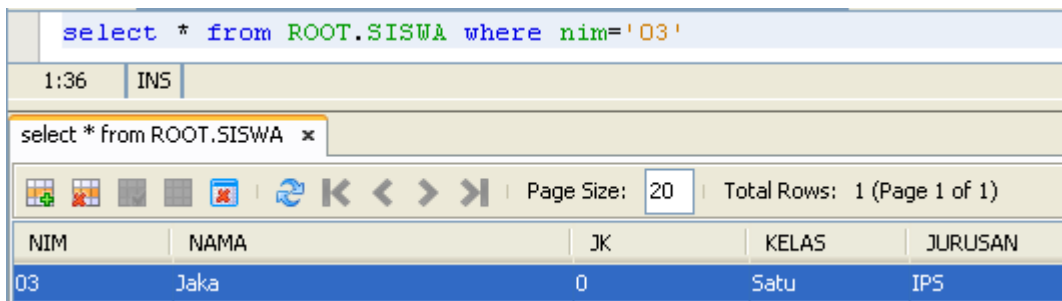 select * from ROOT.SISWA where nim='03'
1:36 INS
select * from ROOT.SISWA ×
Page Size: 20 Total Rows: 1 (Page 1 of 1)
NIM NAMA JK KELAS JURUSAN
03 Jaka 0 Satu IPS